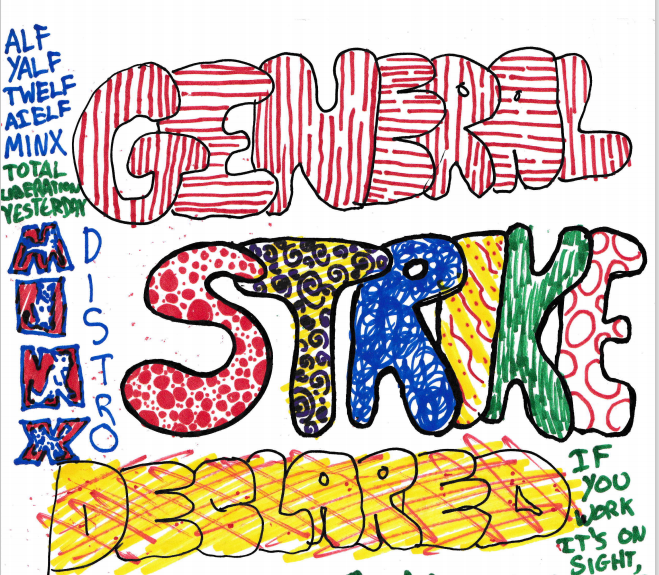 ALF
YALF
TWELF
AIELF
MINX
TOTAL
LIBERATION
YESTERDAY
MINX
DISTRO
GENERAL
STRIKE
DECLARED
IF
YOU
WORK
IT'S ON
SIGHT,